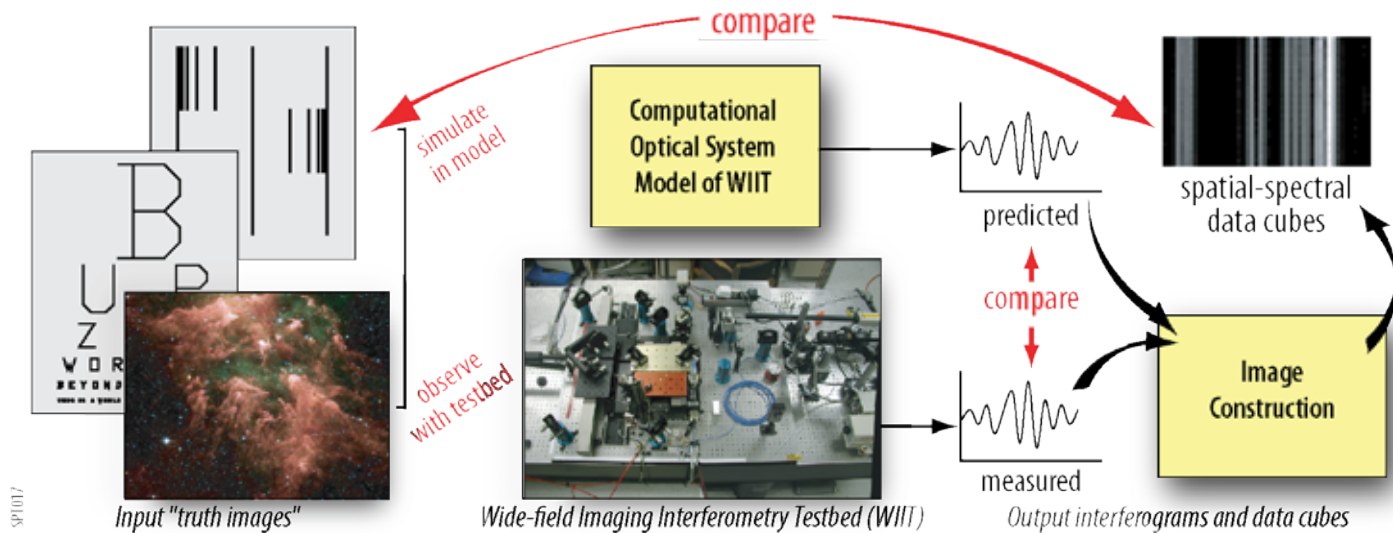 compare
simulate
in model
Computational
Optical System
Model of WIIT
predicted
spatial-spectral
data cubes
B
U P
Z
WOR
BEYOND
compare
observe
with testbed
Image
Construction
measured
SPT017
Input "truth images"
Wide-field Imaging Interferometry Testbed (WIIT)
Output interferograms and data cubes